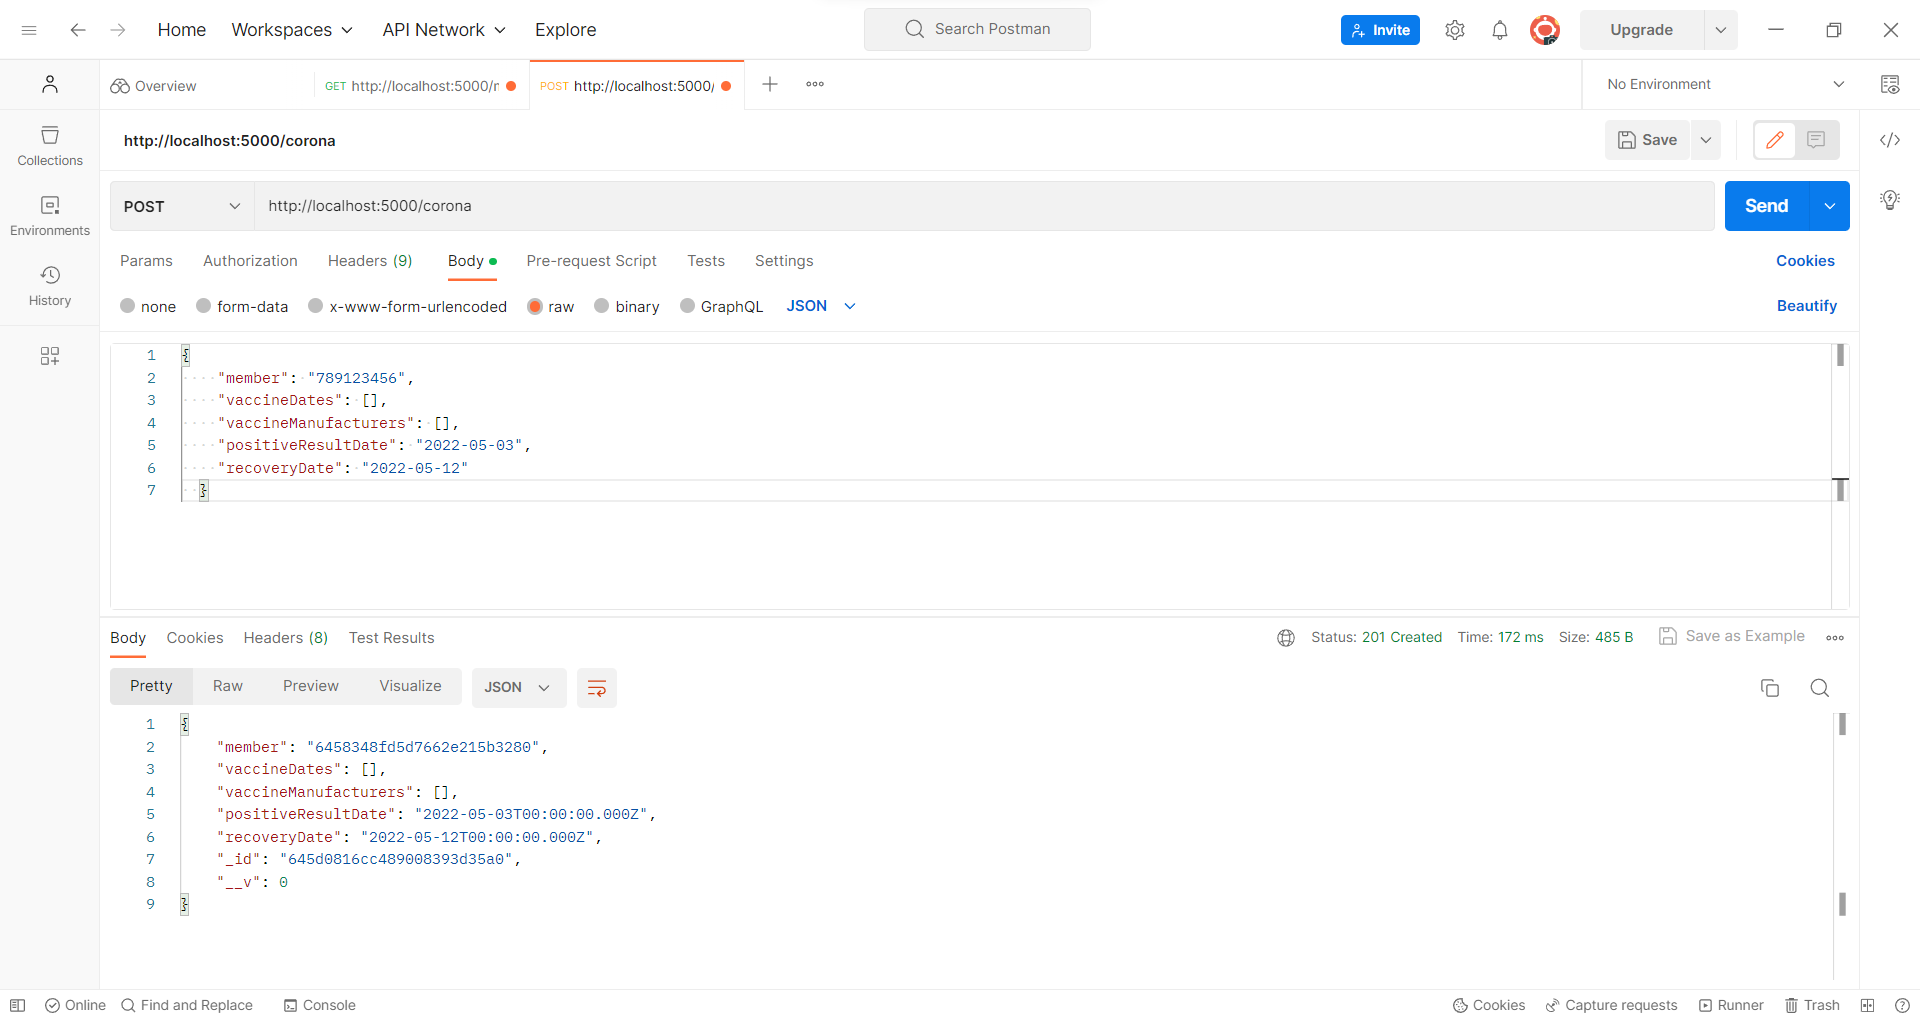 Home Workspaces API Network Explore Search Postman Invite Upgrade
Overview GET http://localhost:5000/r POST http://localhost:5000/ No Environment
http://localhost:5000/corona Save
Collections
Environments
History
POST http://localhost:5000/corona Send
Params Authorization Headers (9) Body Pre-request Script Tests Settings Cookies
none form-data x-www-form-urlencoded raw binary GraphQL JSON Beautify
1 {
2 "member": "789123456",
3 "vaccineDates": [],
4 "vaccineManufacturers": [],
5 "positiveResultDate": "2022-05-03",
6 "recoveryDate": "2022-05-12"
7 }
Body Cookies Headers (8) Test Results Status: 201 Created Time: 172 ms Size: 485 B Save as Example
Pretty Raw Preview Visualize JSON
1 {
2 "member": "6458348fd5d7662e215b3280",
3 "vaccineDates": [],
4 "vaccineManufacturers": [],
5 "positiveResultDate": "2022-05-03T00:00:00.000Z",
6 "recoveryDate": "2022-05-12T00:00:00.000Z",
7 "_id": "645d0816cc489008393d35a0",
8 "__v": 0
9 }
Online Find and Replace Console Cookies Capture requests Runner Trash